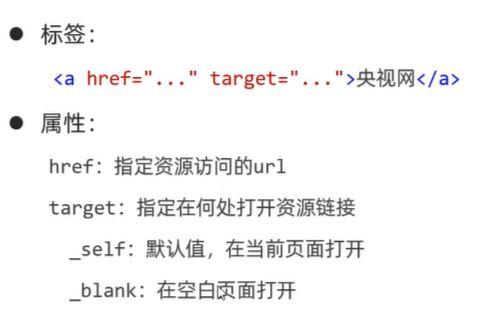 ● 标签：
<a href="..." target="...">央视网</a>
● 属性：
href：指定资源访问的url
target：指定在何处打开资源链接
_self：默认值，在当前页面打开
_blank：在空白页面打开